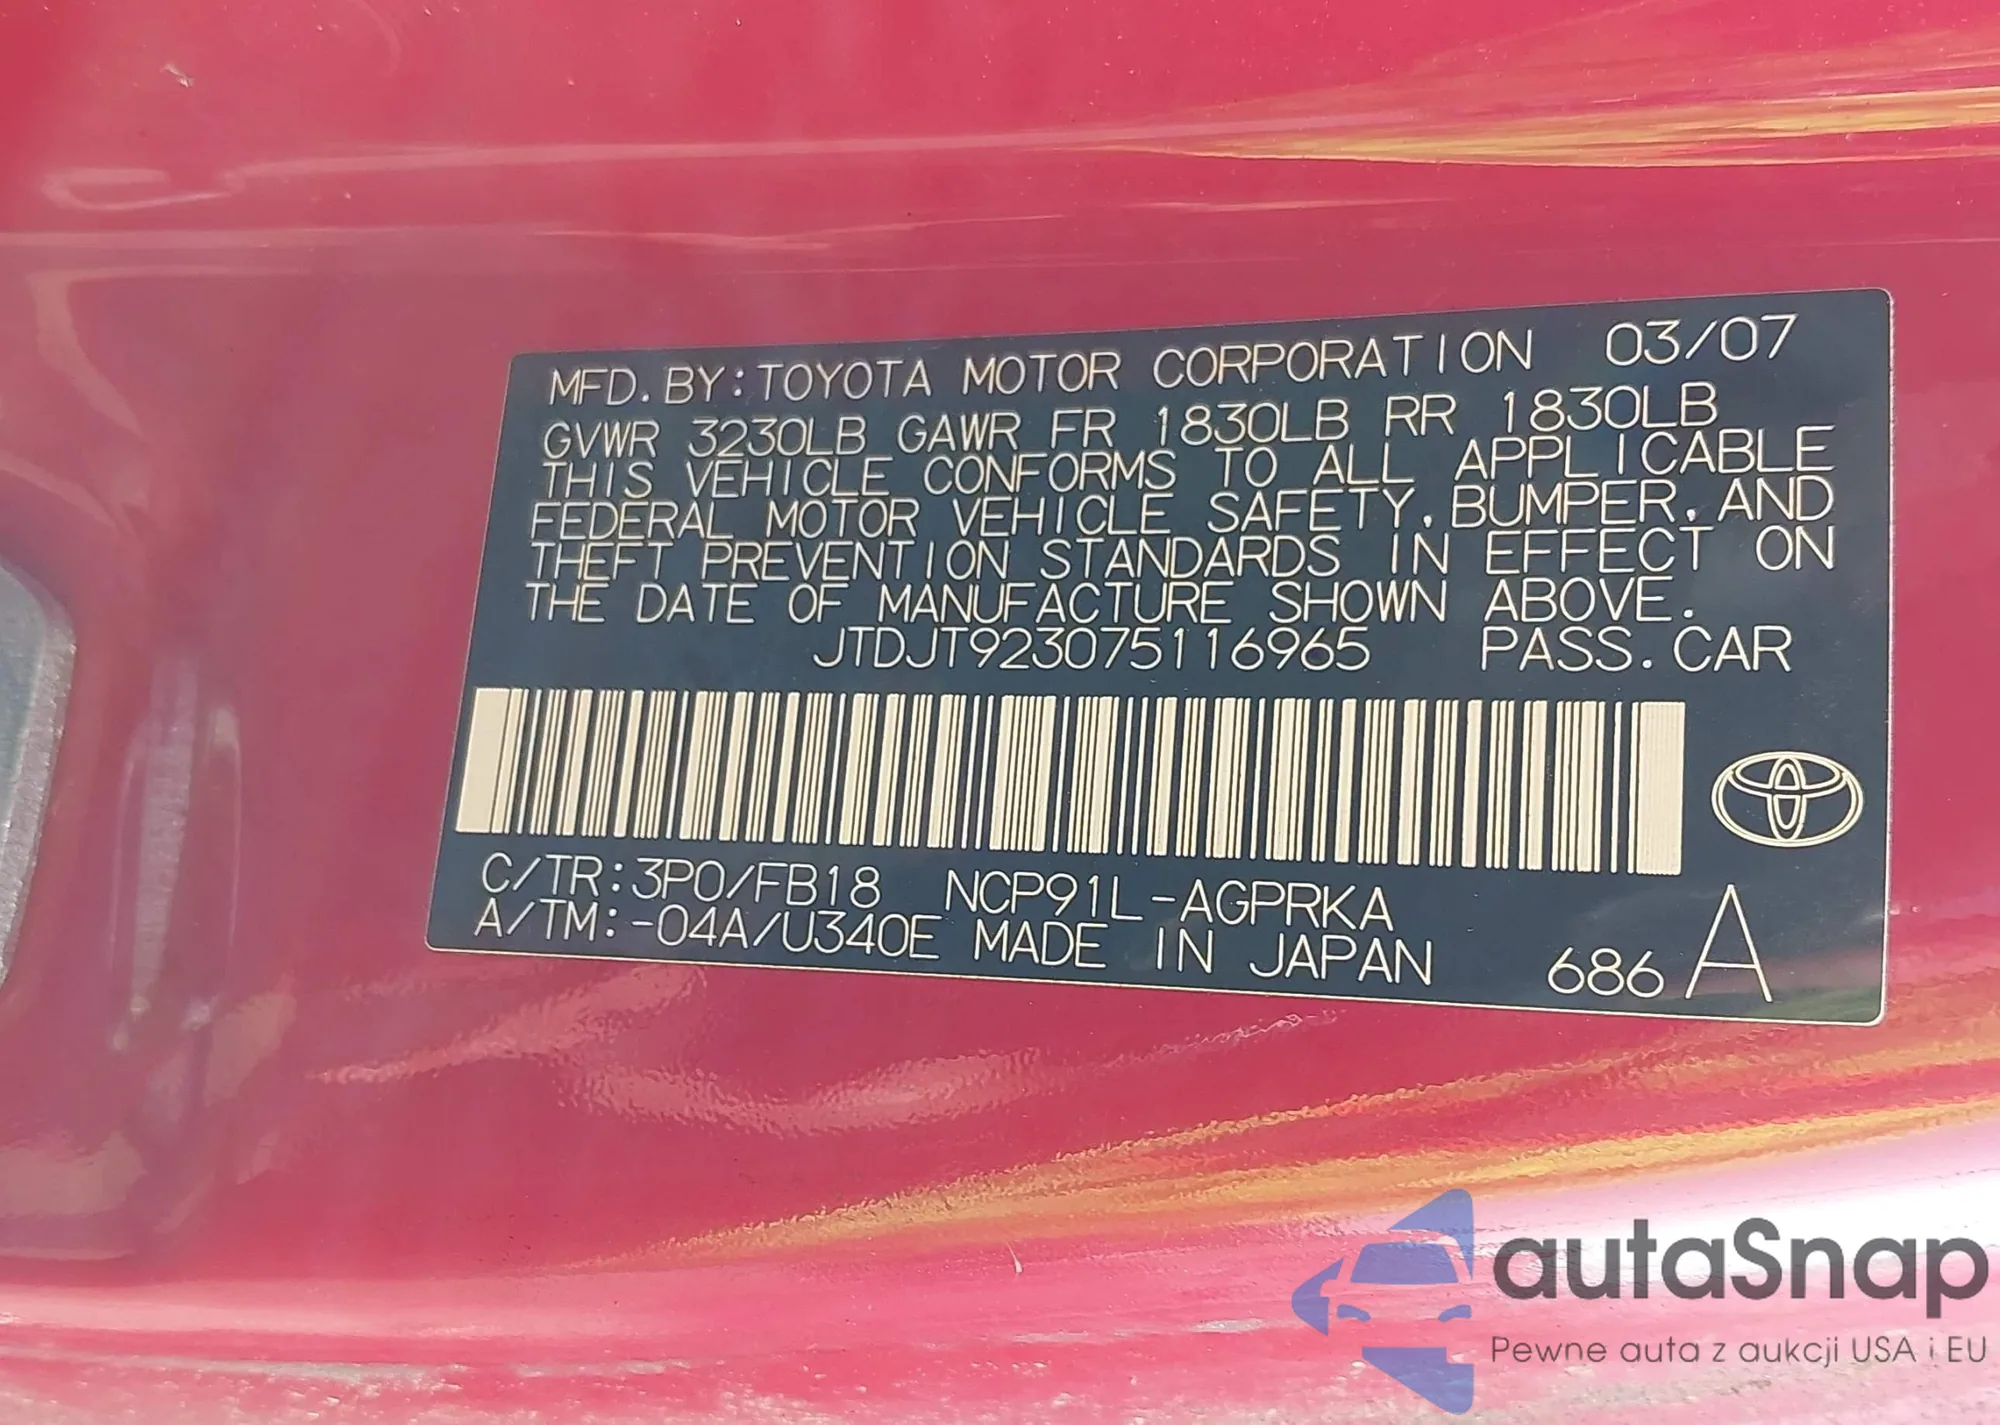 MFD. BY: TOYOTA MOTOR CORPORATION 03/07
GVWR 3230LB GAWR FR 1830LB RR 1830LB
THIS VEHICLE CONFORMS TO ALL APPLICABLE
FEDERAL MOTOR VEHICLE SAFETY, BUMPER, AND
THEFT PREVENTION STANDARDS IN EFFECT ON
THE DATE OF MANUFACTURE SHOWN ABOVE.
JTDJT923075116965 PASS. CAR
C/TR: 3P0/FB18 NCP91L-AGPRKA
A/TM: -04A/U340E MADE IN JAPAN 686 A
autaSnap
Pewne auta z aukcji USA i EU